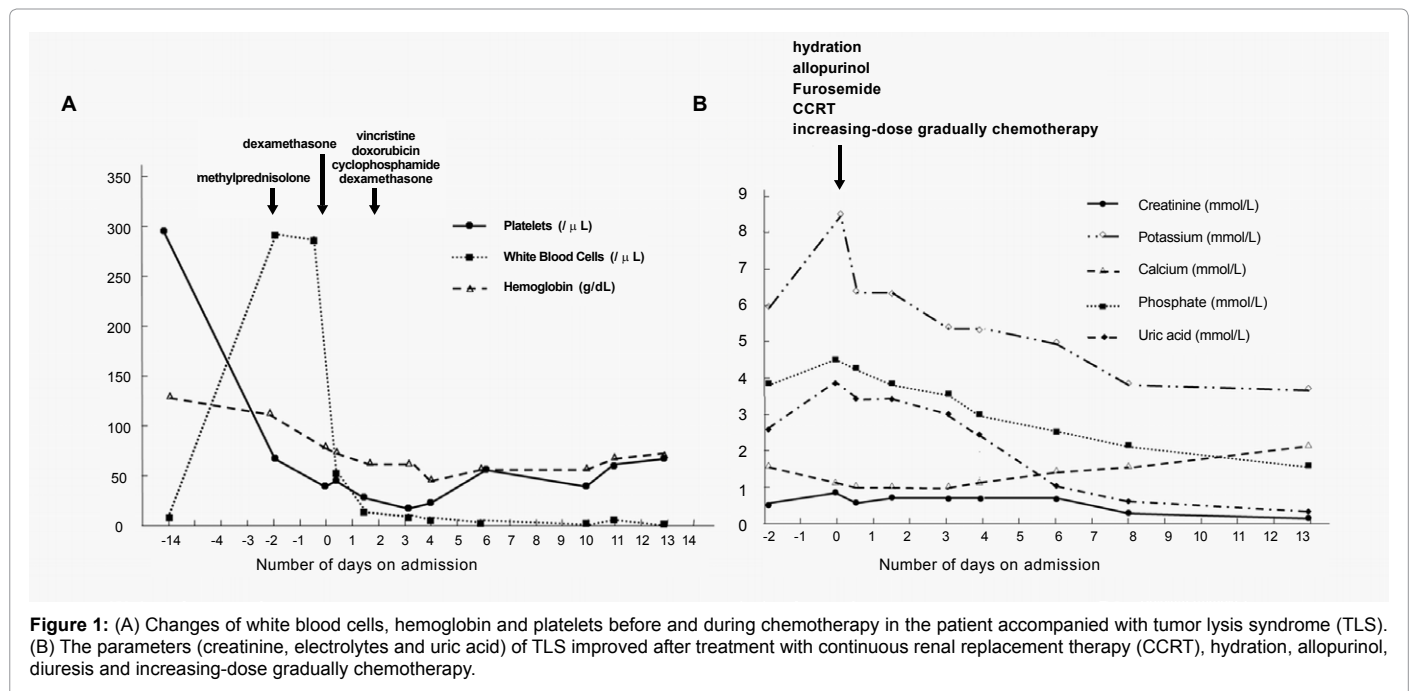 A
dexamethasone
methylprednisolone
vincristine
doxorubicin
cyclophosphamide
dexamethasone
350
300
250
200
150
100
50
0
Platelets (/ μ L)
White Blood Cells (/ μ L)
Hemoglobin (g/dL)
-14 -4 -3 -2 -1 0 1 2 3 4 5 6 7 8 9 10 11 12 13 14
Number of days on admission
B
hydration
allopurinol
Furosemide
CCRT
increasing-dose gradually chemotherapy
9
8
7
6
5
4
3
2
1
0
Creatinine (mmol/L)
Potassium (mmol/L)
Calcium (mmol/L)
Phosphate (mmol/L)
Uric acid (mmol/L)
-2 -1 0 1 2 3 4 5 6 7 8 9 10 11 12 13
Number of days on admission
Figure 1: (A) Changes of white blood cells, hemoglobin and platelets before and during chemotherapy in the patient accompanied with tumor lysis syndrome (TLS).
(B) The parameters (creatinine, electrolytes and uric acid) of TLS improved after treatment with continuous renal replacement therapy (CCRT), hydration, allopurinol,
diuresis and increasing-dose gradually chemotherapy.